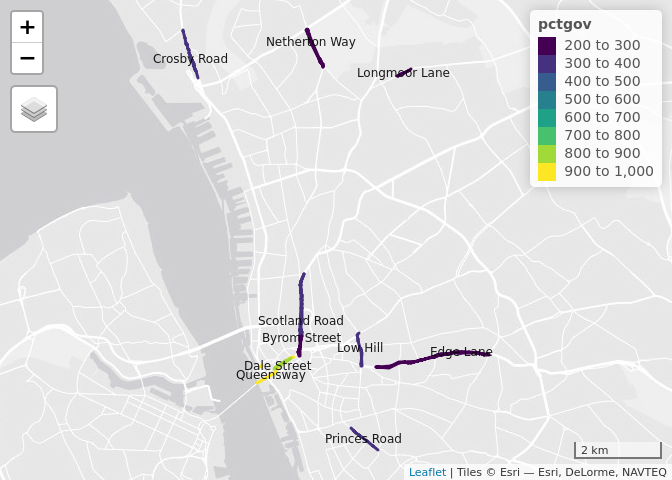 +
−
pctgov
200 to 300
300 to 400
400 to 500
500 to 600
600 to 700
700 to 800
800 to 900
900 to 1,000
Netherton Way
Crosby Road
Longmoor Lane
Scotland Road
Byrom Street
Low Hill
Edge Lane
Dale Street
Queensway
Princes Road
2 km
Leaflet | Tiles © Esri — Esri, DeLorme, NAVTEQ